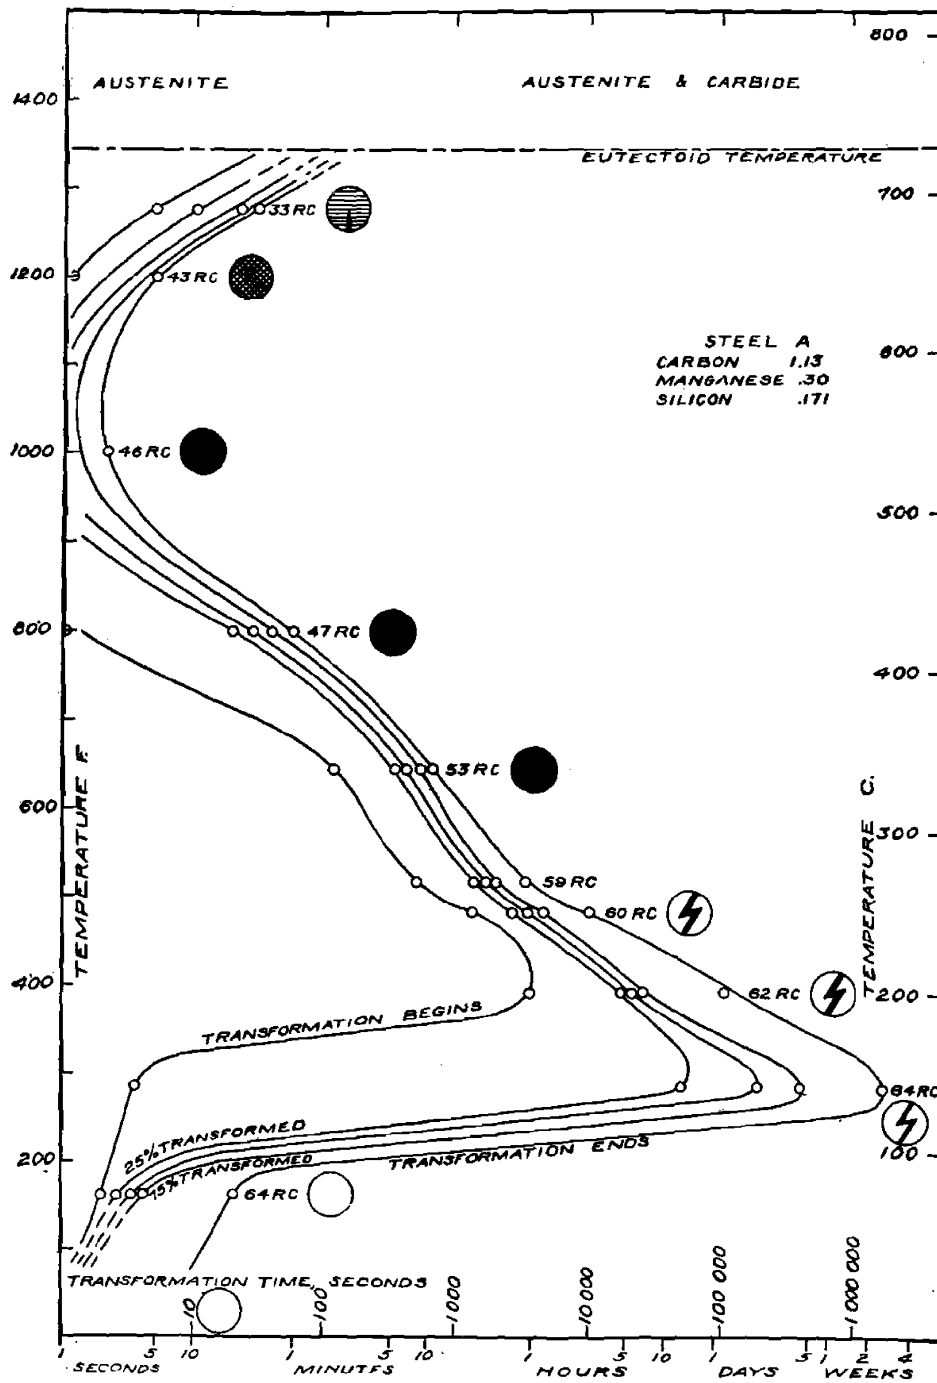 800
AUSTENITE
AUSTENITE & CARBIDE
1400
EUTECTOID TEMPERATURE
700
33 RC
1200
43 RC
STEEL A
600
CARBON 1.13
MANGANESE .30
SILICON .171
1000
46 RC
500
800
47 RC
400
53 RC
600
TEMPERATURE F.
TEMPERATURE C.
300
59 RC
60 RC
400
62 RC
200
TRANSFORMATION BEGINS
64 RC
25% TRANSFORMED
75% TRANSFORMED
TRANSFORMATION ENDS
200
100
64 RC
TRANSFORMATION TIME, SECONDS
10
100
1000
10 000
100 000
1 000 000
1 5 10 1 5 10 1 5 10 1 5 1 2 4
SECONDS MINUTES HOURS DAYS WEEKS